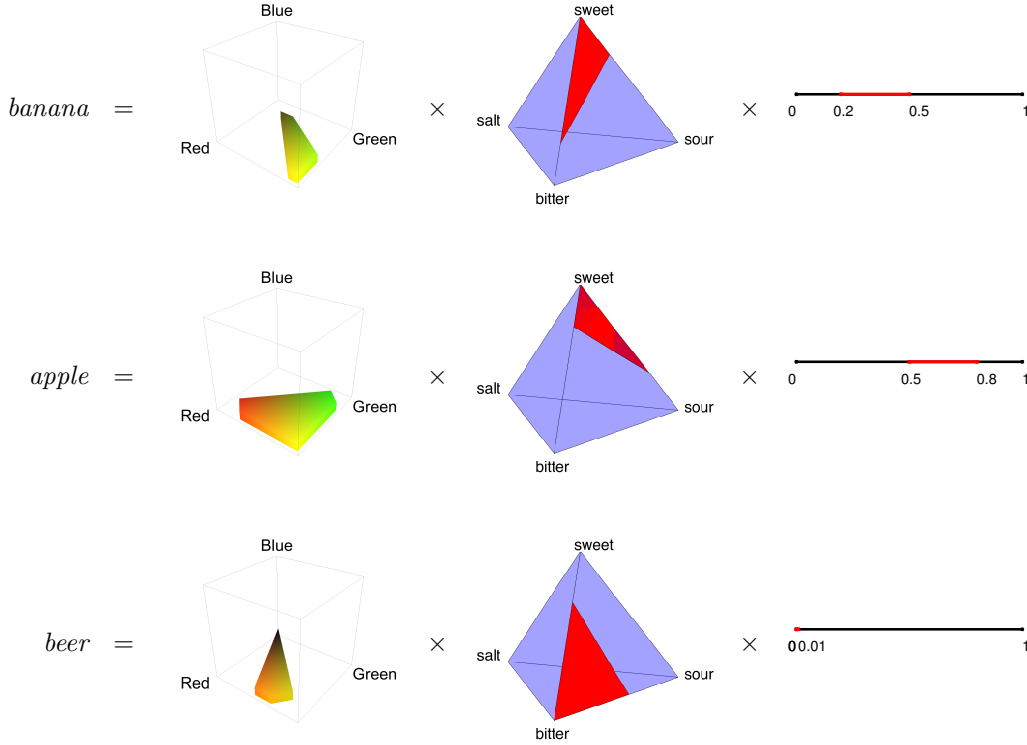 Blue
Red
Green
banana = × ×
sweet
salt
sour
bitter
0 0.2 0.5 1
Blue
Red
Green
apple = × ×
sweet
salt
sour
bitter
0 0.5 0.8 1
Blue
Red
Green
beer = × ×
sweet
salt
sour
bitter
0 0.01 1